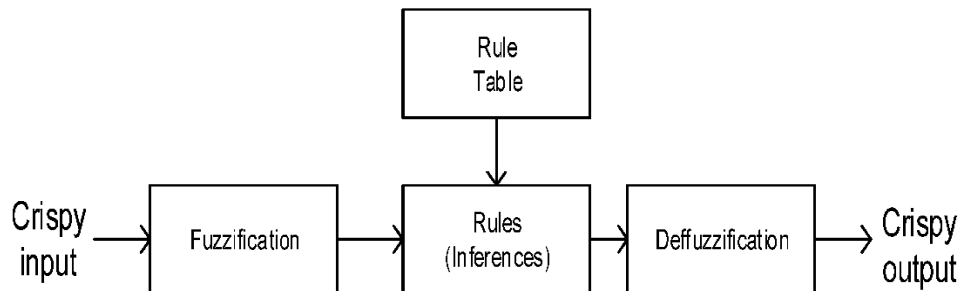 Rule
Table
Crispy
input
Fuzzification
Rules
(Inferences)
Deffuzzification
Crispy
output